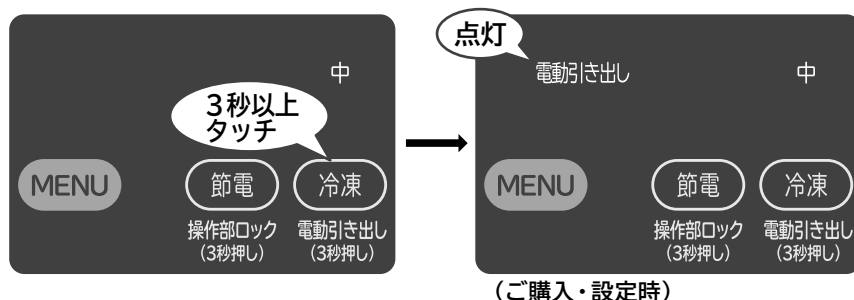 中
3秒以上
タッチ
MENU
節電
冷凍
操作部ロック
(3秒押し)
電動引き出し
(3秒押し)
点灯
電動引き出し
中
MENU
節電
冷凍
操作部ロック
(3秒押し)
電動引き出し
(3秒押し)
(ご購入・設定時)